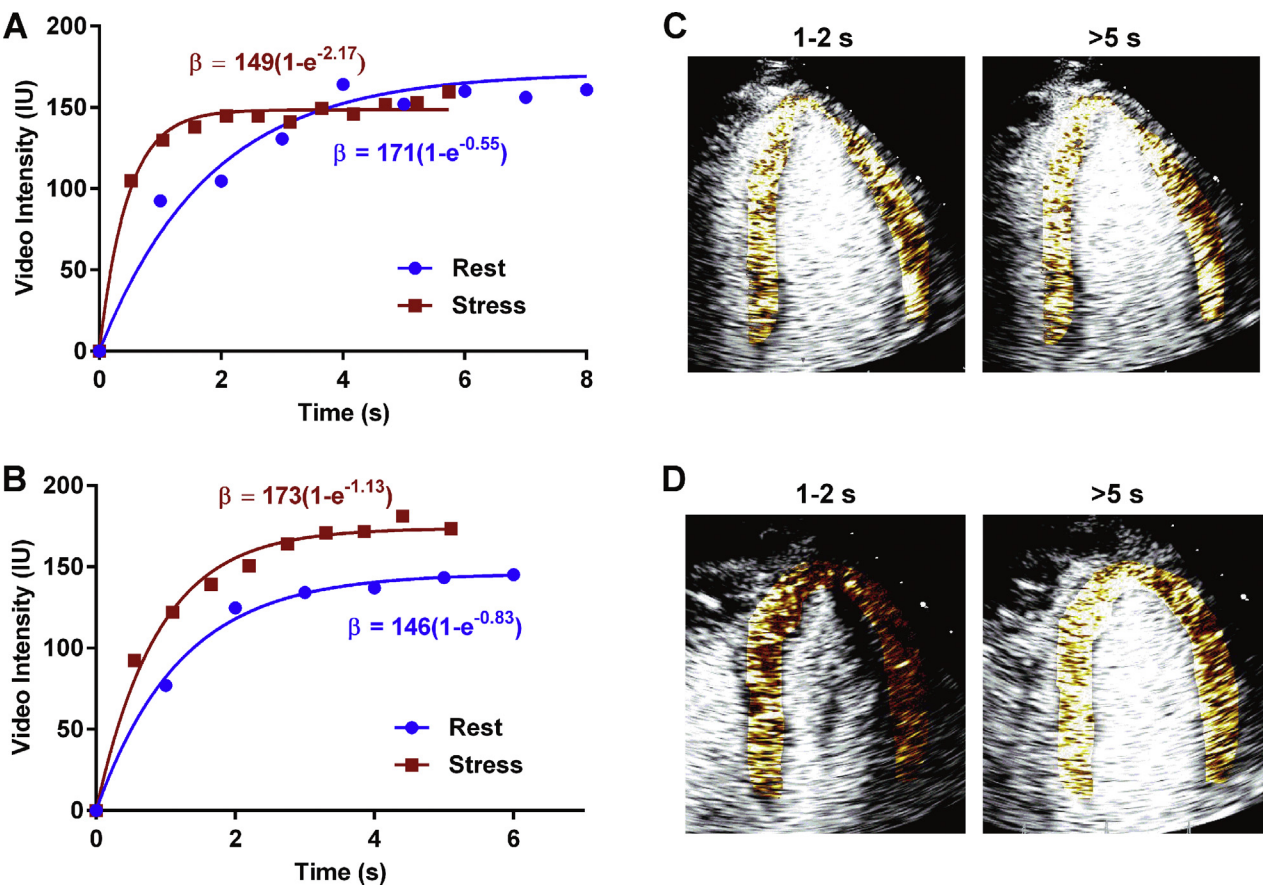 A
200
150
100
50
0
Video Intensity (IU)
β = 149(1-e^-2.17)
β = 171(1-e^-0.55)
Rest
Stress
0 2 4 6 8
Time (s)
C
1-2 s >5 s
B
200
150
100
50
0
Video Intensity (IU)
β = 173(1-e^-1.13)
β = 146(1-e^-0.83)
Rest
Stress
0 2 4 6
Time (s)
D
1-2 s >5 s